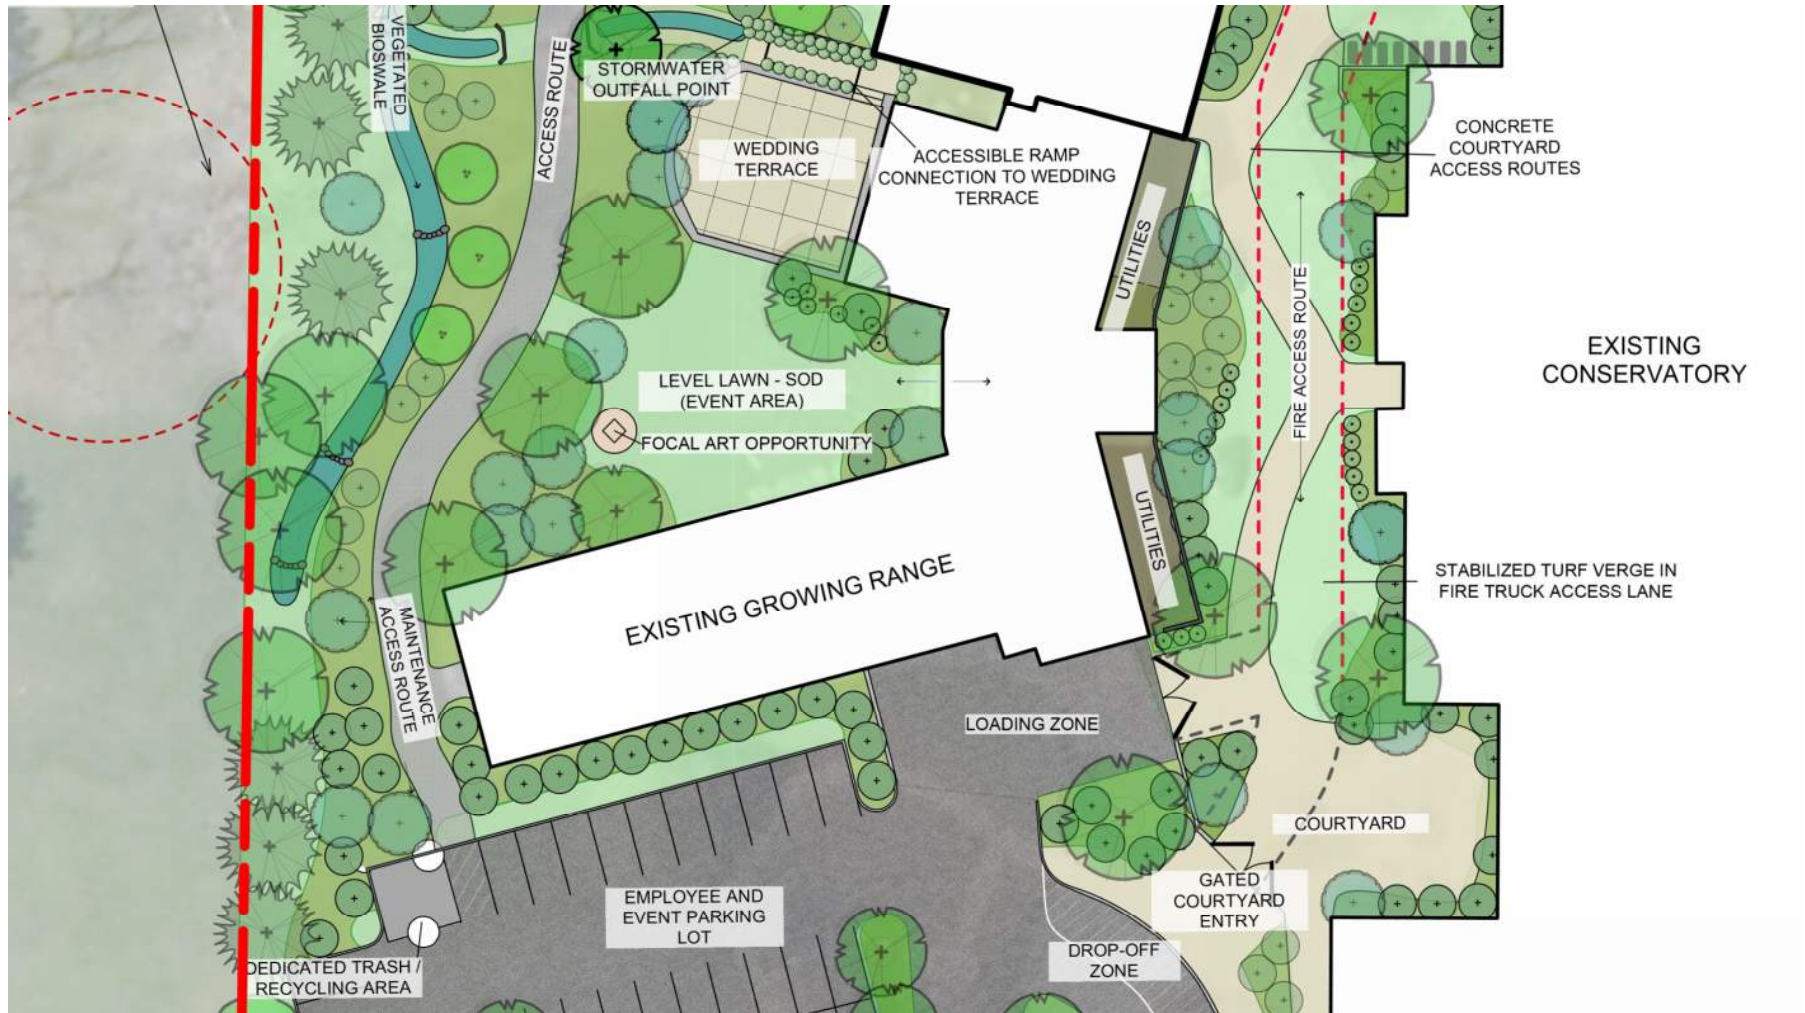 VEGETATED
BIOSWALE
ACCESS ROUTE
STORMWATER
OUTFALL POINT
WEDDING
TERRACE
ACCESSIBLE RAMP
CONNECTION TO WEDDING
TERRACE
CONCRETE
COURTYARD
ACCESS ROUTES
UTILITIES
FIRE ACCESS ROUTE
EXISTING
CONSERVATORY
LEVEL LAWN - SOD
(EVENT AREA)
FOCAL ART OPPORTUNITY
UTILITIES
EXISTING GROWING RANGE
STABILIZED TURF VERGE IN
FIRE TRUCK ACCESS LANE
MAINTENANCE
ACCESS ROUTE
LOADING ZONE
COURTYARD
EMPLOYEE AND
EVENT PARKING
LOT
GATED
COURTYARD
ENTRY
DROP-OFF
ZONE
DEDICATED TRASH /
RECYCLING AREA